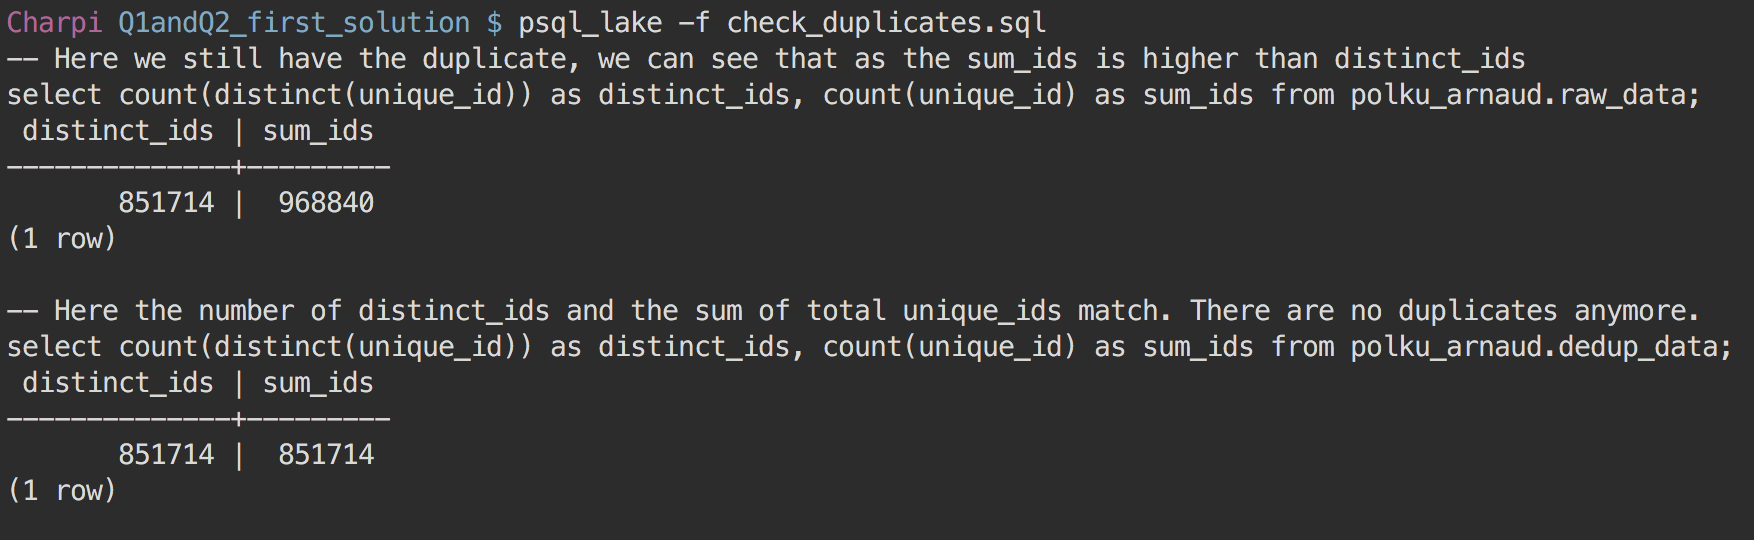 Charpi Q1andQ2_first_solution $ psql_lake -f check_duplicates.sql
-- Here we still have the duplicate, we can see that as the sum_ids is higher than distinct_ids
select count(distinct(unique_id)) as distinct_ids, count(unique_id) as sum_ids from polku_arnaud.raw_data;
 distinct_ids | sum_ids
--------------+---------
       851714 |  968840
(1 row)

-- Here the number of distinct_ids and the sum of total unique_ids match. There are no duplicates anymore.
select count(distinct(unique_id)) as distinct_ids, count(unique_id) as sum_ids from polku_arnaud.dedup_data;
 distinct_ids | sum_ids
--------------+---------
       851714 |  851714
(1 row)